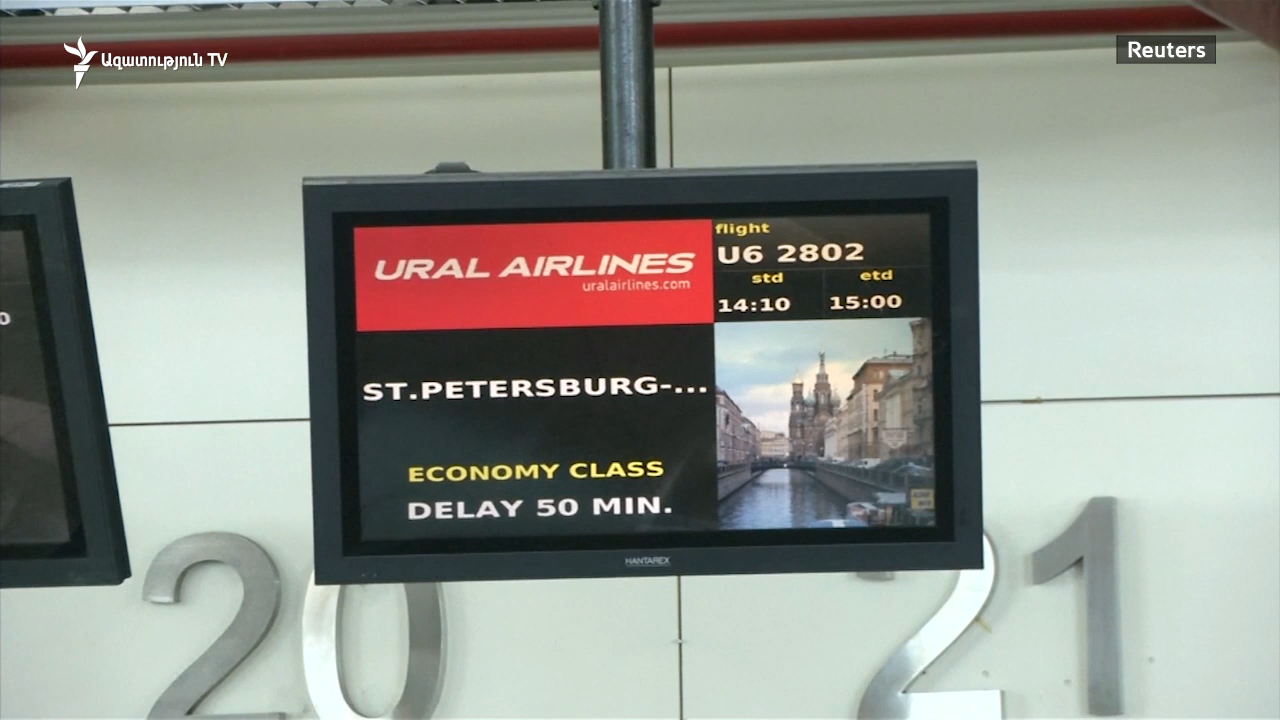 Ազատություն TV
Reuters
URAL AIRLINES
uralairlines.com
flight
U6 2802
std
etd
14:10
15:00
ST.PETERSBURG-...
ECONOMY CLASS
DELAY 50 MIN.
HANTAREX
20
21